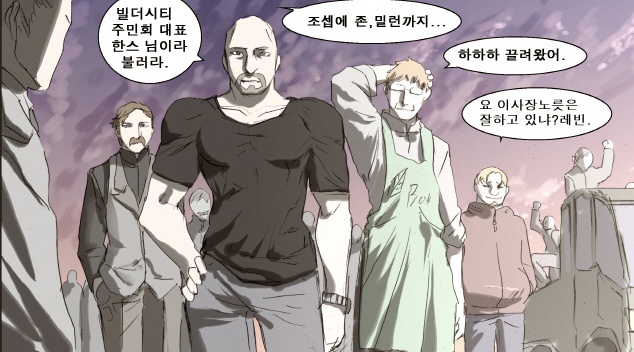 빌더시티
주민회 대표
한스 님이라
불러라.
조셉에 존,밀런까지...
하하하 끌려왔어.
요 이사장노릇은
잘하고 있냐?레빈.